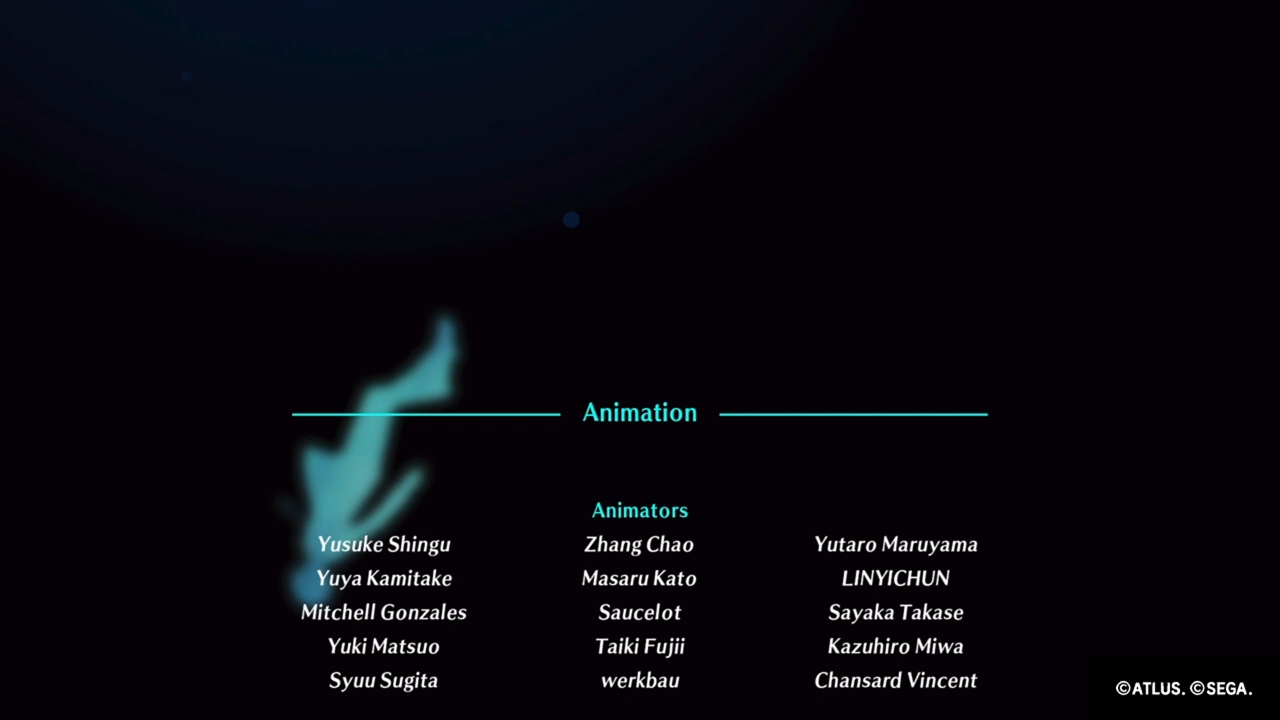 Animation
Animators
Yusuke Shingu Zhang Chao Yutaro Maruyama
Yuya Kamitake Masaru Kato LINYICHUN
Mitchell Gonzales Saucelot Sayaka Takase
Yuki Matsuo Taiki Fujii Kazuhiro Miwa
Syuu Sugita werkbau Chansard Vincent
©ATLUS. ©SEGA.